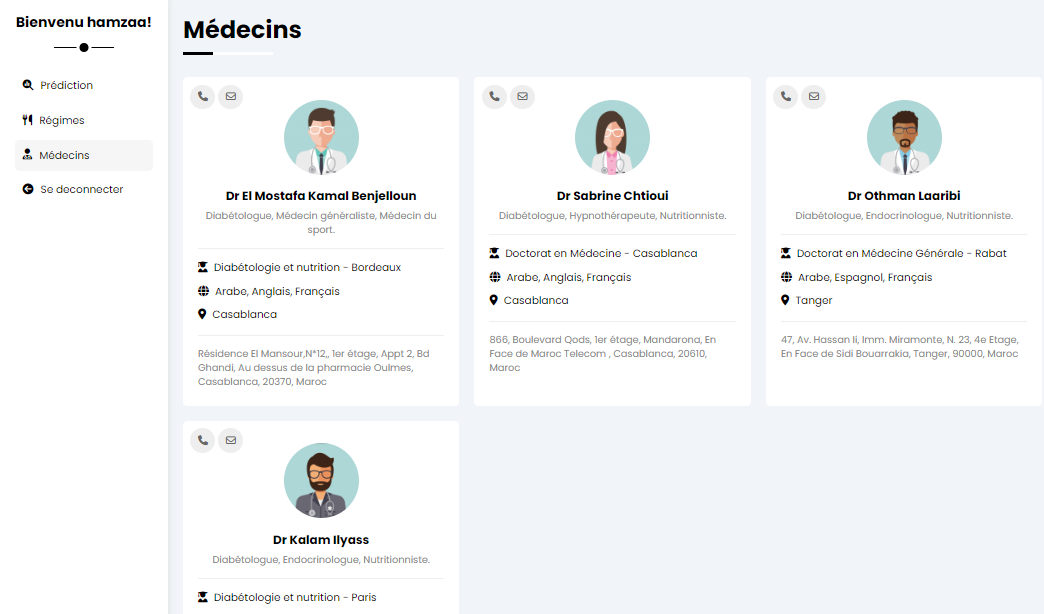 Bienvenu hamzaa!
Prédiction
Régimes
Médecins
Se deconnecter
Médecins
Dr El Mostafa Kamal Benjelloun
Diabétologue, Médecin généraliste, Médecin du
sport.
Diabétologie et nutrition - Bordeaux
Arabe, Anglais, Français
Casablanca
Résidence El Mansour,N°12,, 1er étage, Appt 2, Bd
Ghandi, Au dessus de la pharmacie Oulmes,
Casablanca, 20370, Maroc
Dr Sabrine Chtioui
Diabétologue, Hypnothérapeute, Nutritionniste.
Doctorat en Médecine - Casablanca
Arabe, Anglais, Français
Casablanca
866, Boulevard Qods, 1er étage, Mandarona, En
Face de Maroc Telecom , Casablanca, 20610,
Maroc
Dr Othman Laaribi
Diabétologue, Endocrinologue, Nutritionniste.
Doctorat en Médecine Générale - Rabat
Arabe, Espagnol, Français
Tanger
47, Av. Hassan Ii, Imm. Miramonte, N. 23, 4e Etage,
En Face de Sidi Bouarrakia, Tanger, 90000, Maroc
Dr Kalam Ilyass
Diabétologue, Endocrinologue, Nutritionniste.
Diabétologie et nutrition - Paris